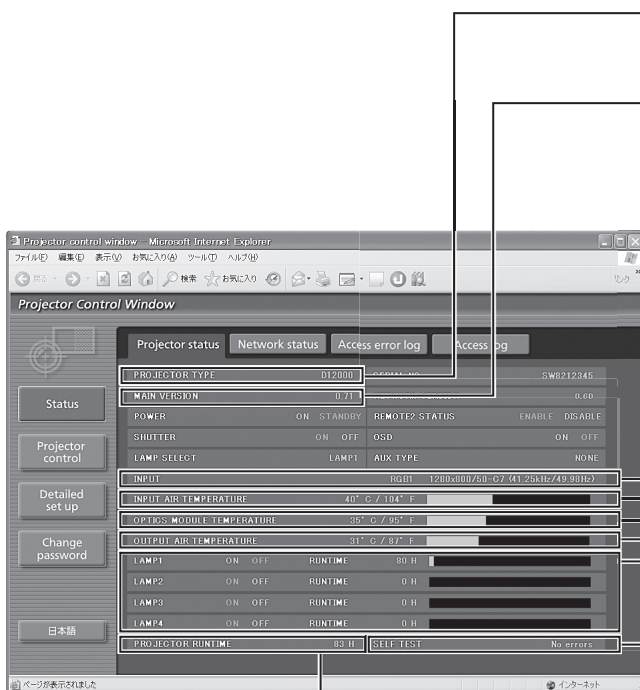 Projector control window - Microsoft Internet Explorer
ファイル(F) 編集(E) 表示(V) お気に入り(A) ツール(T) ヘルプ(H)
戻る 検索 お気に入り リンク »
Projector Control Window
Projector status Network status Access error log Access log
PROJECTOR TYPE D12000 SERIAL NO. SW8212345
MAIN VERSION 0.71 0.60
POWER ON STANDBY REMOTE2 STATUS ENABLE DISABLE
SHUTTER ON OFF OSD ON OFF
LAMP SELECT LAMP1 AUX TYPE NONE
INPUT RGB1 1280x800/50-C7 (41.25kHz/49.98Hz)
INPUT AIR TEMPERATURE 40° C / 104° F
OPTICS MODULE TEMPERATURE 35° C / 95° F
OUTPUT AIR TEMPERATURE 31° C / 87° F
LAMP1 ON OFF RUNTIME 80 H
LAMP2 ON OFF RUNTIME 0 H
LAMP3 ON OFF RUNTIME 0 H
LAMP4 ON OFF RUNTIME 0 H
PROJECTOR RUNTIME 83 H SELF TEST No errors
Status
Projector
control
Detailed
set up
Change
password
日本語
ページが表示されました インターネット